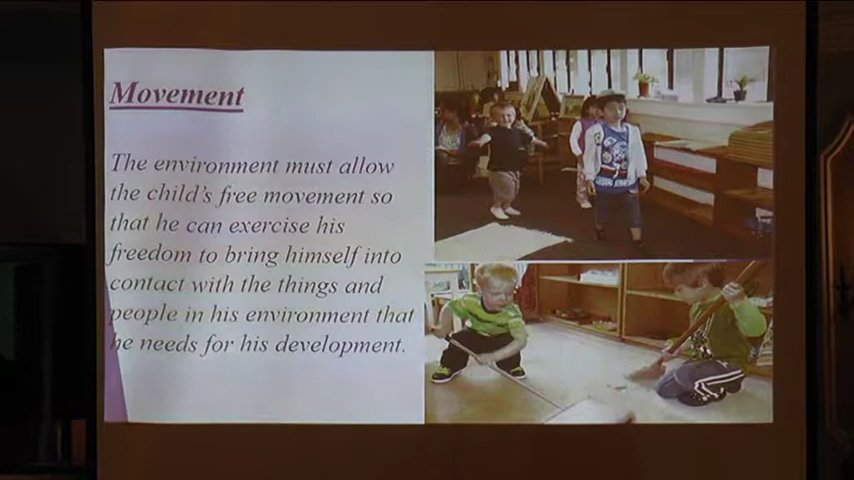 Movement
The environment must allow
the child's free movement so
that he can exercise his
freedom to bring himself into
contact with the things and
people in his environment that
he needs for his development.